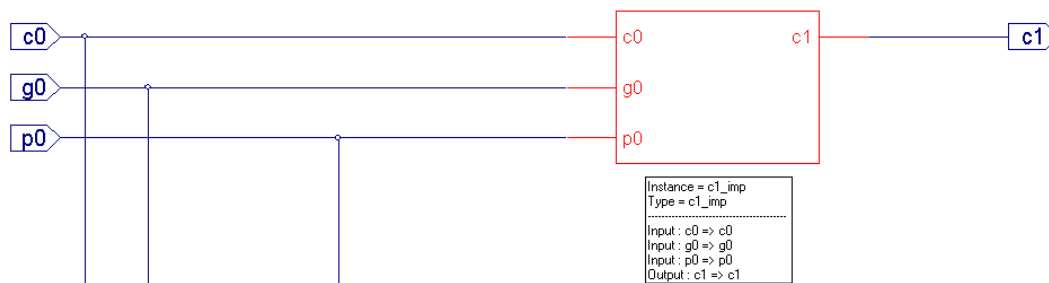 c0
c0
c1
c1
g0
g0
p0
p0
Instance = c1_imp
Type = c1_imp
Input : c0 => c0
Input : g0 => g0
Input : p0 => p0
Output : c1 => c1